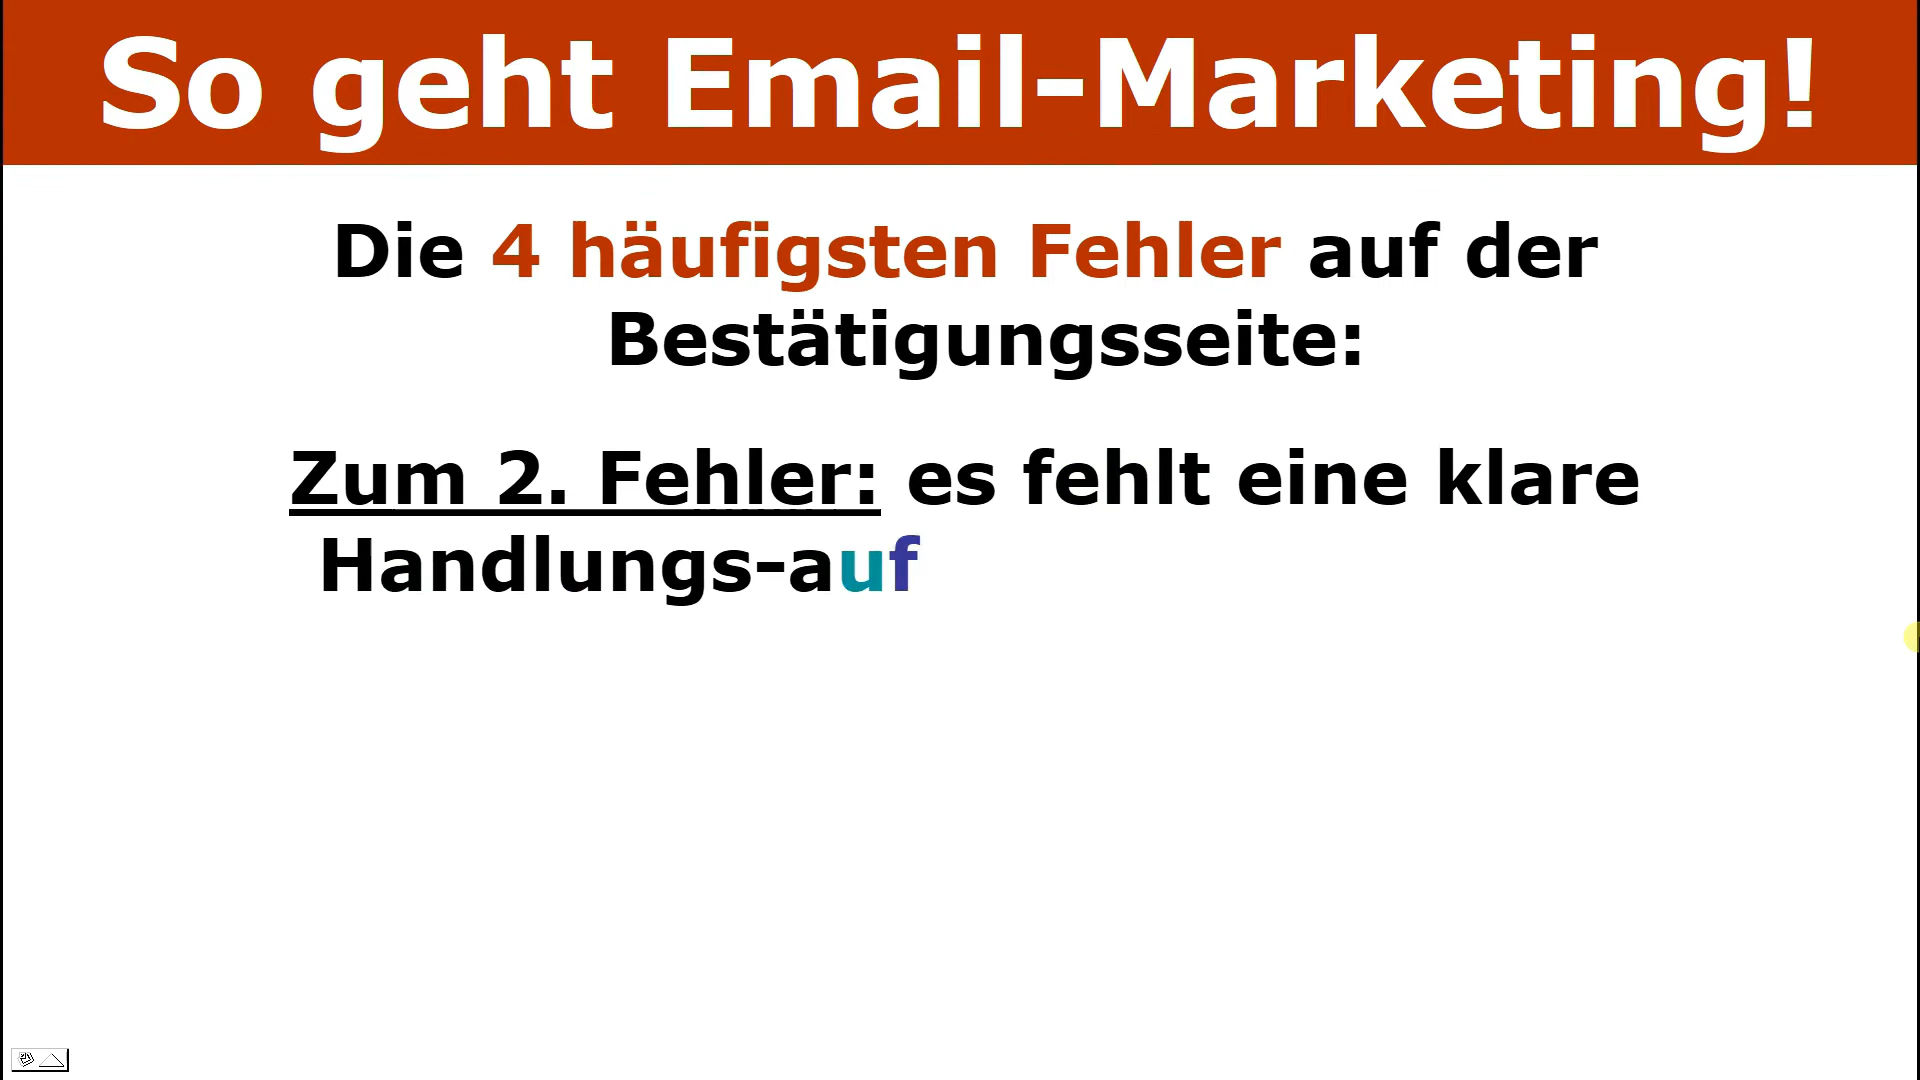 So geht Email-Marketing!
Die 4 häufigsten Fehler auf der
Bestätigungsseite:
Zum 2. Fehler: es fehlt eine klare
Handlungs-auf